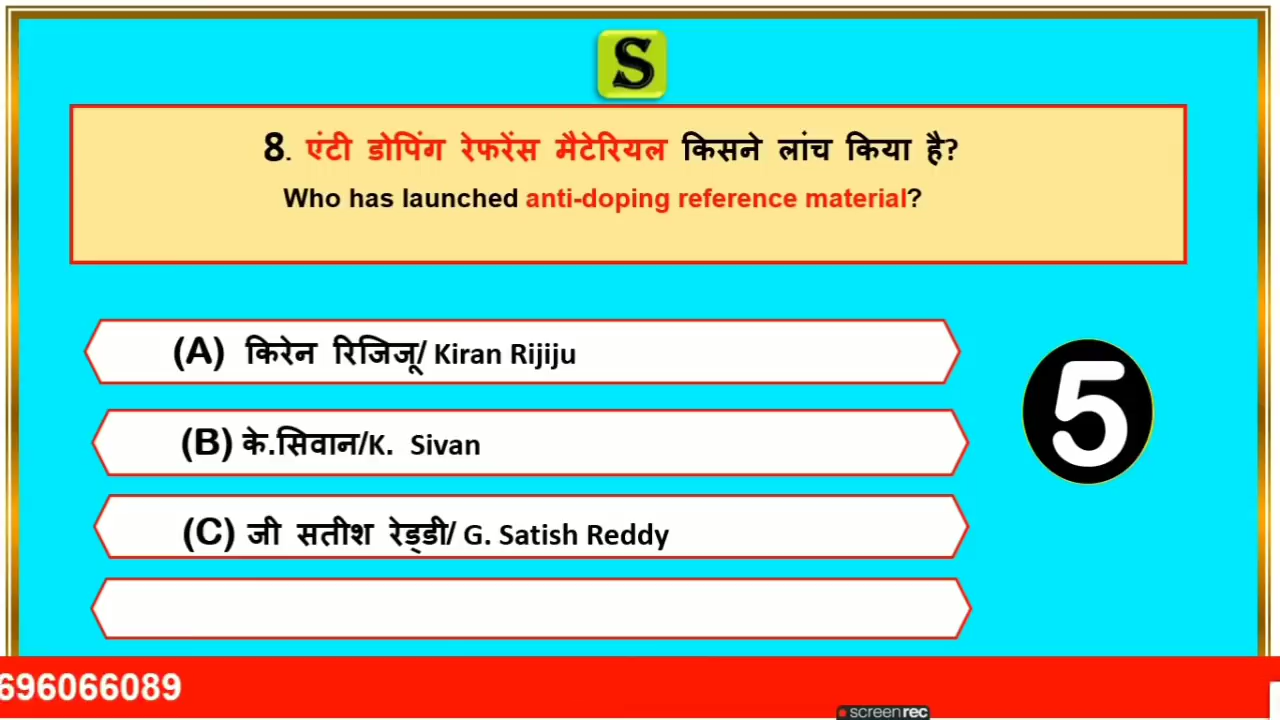 S
8. एंटी डोपिंग रेफरेंस मैटेरियल किसने लांच किया है?
Who has launched anti-doping reference material?
(A) किरेन रिजिजू/ Kiran Rijiju
(B) के.सिवान/K. Sivan
5
(C) जी सतीश रेड्डी/ G. Satish Reddy
696066089
screenrec